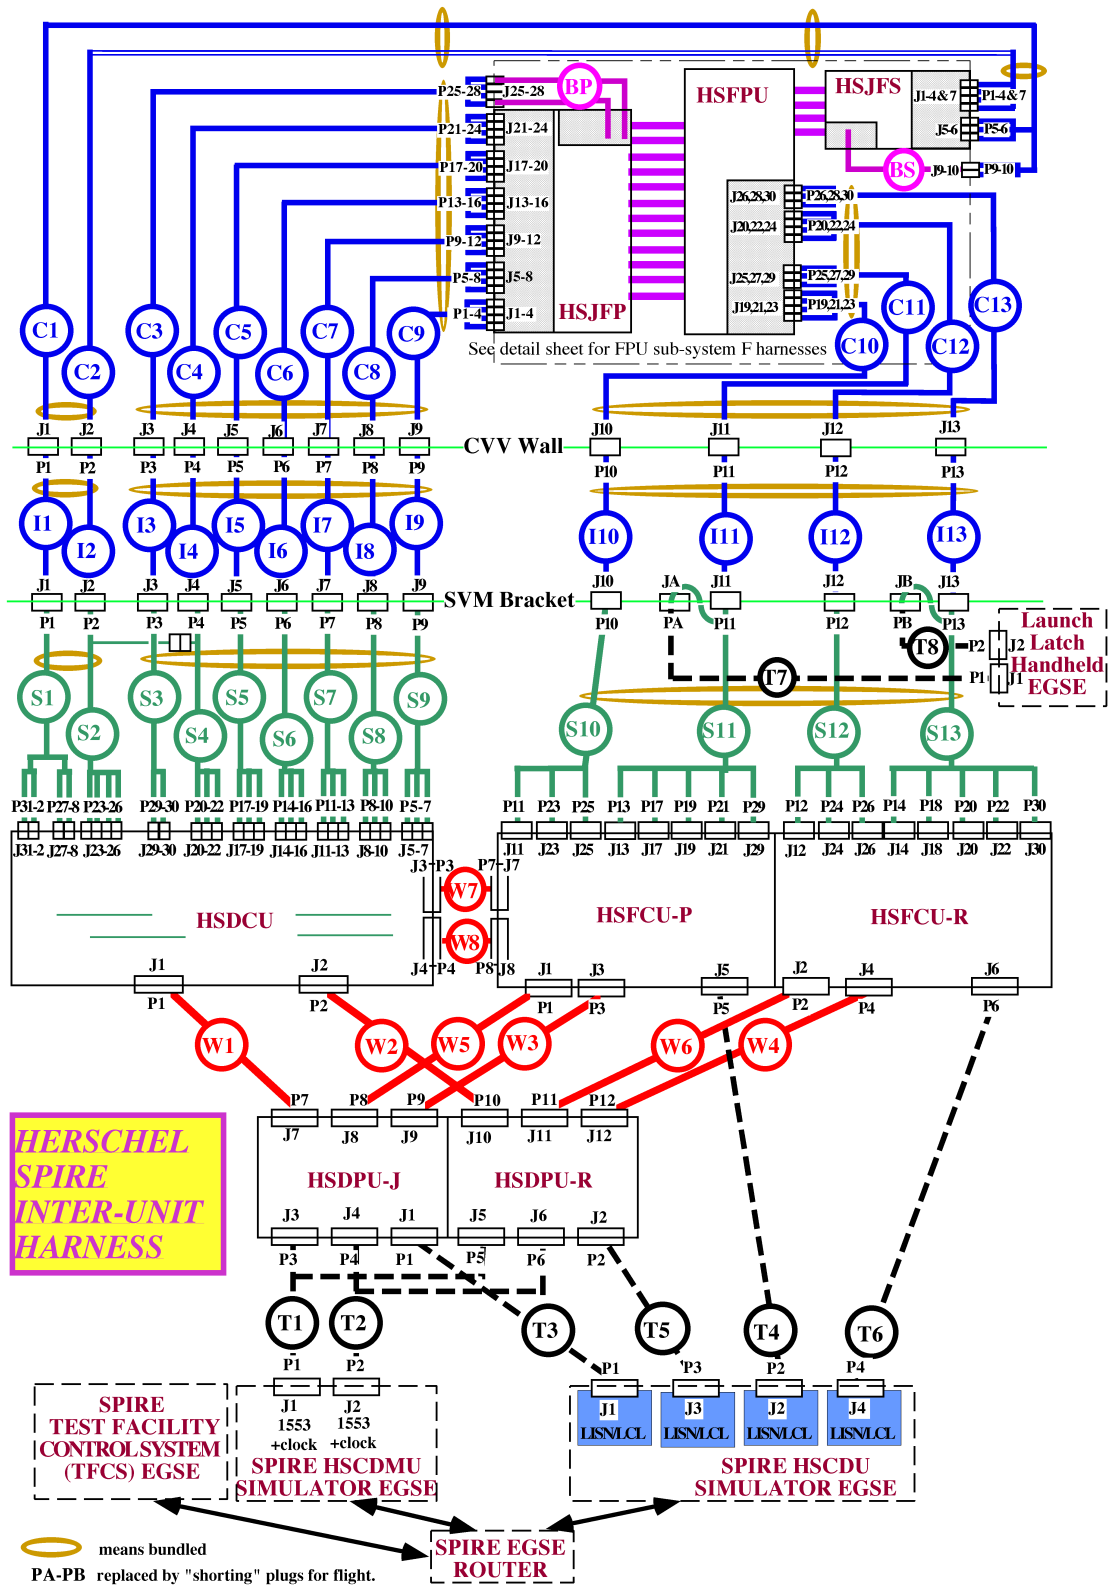 HSJFS
BP
HSFPU
P25-28 J25-28
J1-4&7 P1-4&7
P21-24 J21-24
J5-6 P5-6
P17-20 J17-20
BS J9-10 P9-10
P13-16 J13-16
J26,28,30 P26,28,30
J20,22,24 P20,22,24
P9-12 J9-12
P5-8 J5-8
J25,27,29 P25,27,29
P1-4 J1-4
HSJFP
J19,21,23 P19,21,23
C1 C3 C5 C7 C9 C11 C13
C2 C4 C6 C8 C10 C12
See detail sheet for FPU sub-system F harnesses
J1 J2 J3 J4 J5 J6 J7 J8 J9 J10 J11 J12 J13
CVV Wall
P1 P2 P3 P4 P5 P6 P7 P8 P9 P10 P11 P12 P13
I1 I2 I3 I4 I5 I6 I7 I8 I9 I10 I11 I12 I13
J1 J2 J3 J4 J5 J6 J7 J8 J9 J10 JA J11 J12 JB J13
SVM Bracket
P1 P2 P3 P4 P5 P6 P7 P8 P9 P10 PA P11 P12 PB P13
T8 P2 J2
T7 P1 J1
Launch
Latch
Handheld
EGSE
S1 S2 S3 S4 S5 S6 S7 S8 S9 S10 S11 S12 S13
P31-2 P27-8 P23-26 P29-30 P20-22 P17-19 P14-16 P11-13 P8-10 P5-7 P11 P23 P25 P13 P17 P19 P21 P29 P12 P24 P26 P14 P18 P20 P22 P30
J31-2 J27-8 J23-26 J29-30 J20-22 J17-19 J14-16 J11-13 J8-10 J5-7 J11 J23 J25 J13 J17 J19 J21 J29 J12 J24 J26 J14 J18 J20 J22 J30
J3 P3 W7 P7 J7
HSDCU
HSFCU-P
HSFCU-R
J4 P4 W8 P8 J8
J1 J2 J1 J3 J5 J2 J4 J6
P1 P2 P1 P3 P5 P2 P4 P6
W1 W2 W5 W3 W6 W4
P7 P8 P9 P10 P11 P12
J7 J8 J9 J10 J11 J12
HERSCHEL
SPIRE
INTER-UNIT
HARNESS
HSDPU-J
HSDPU-R
J3 J4 J1 J5 J6 J2
P3 P4 P1 P5 P6 P2
T1 T2 T3 T5 T4 T6
P1 P2 P1 P3 P2 P4
J1 J2 J1 J3 J2 J4
1553 1553
+clock +clock
LISN/LCL LISN/LCL LISN/LCL LISN/LCL
SPIRE
TEST FACILITY
CONTROL SYSTEM
(TFCS) EGSE
SPIRE HSCDMU
SIMULATOR EGSE
SPIRE HSCDU
SIMULATOR EGSE
SPIRE EGSE
ROUTER
means bundled
PA-PB replaced by "shorting" plugs for flight.